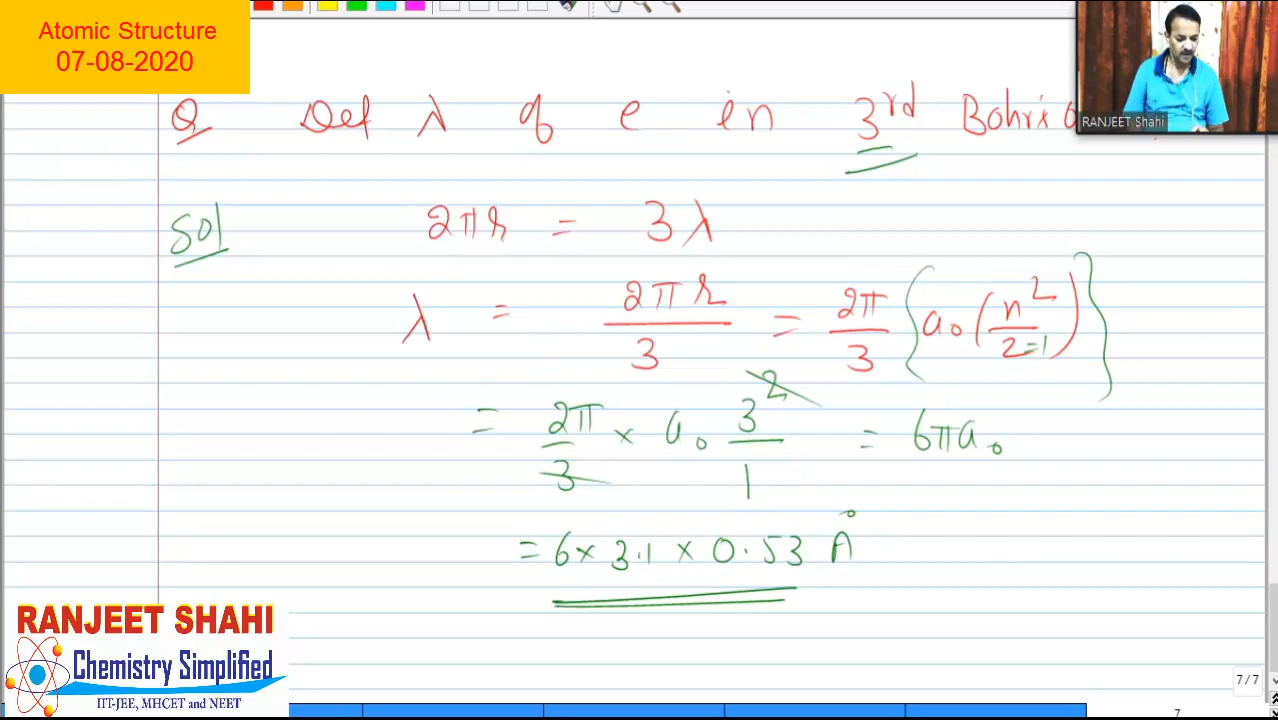 Atomic Structure
07-08-2020
RANJEET Shahi
Q Det λ of e in 3rd Bohr's
Sol 2πr = 3λ
λ = 2πr/3 = 2π/3 {a₀(n²/z=1)}
= 2π/3 × a₀ 3²/1 = 6πa₀
= 6 × 3.1 × 0.53 Å
RANJEET SHAHI
Chemistry Simplified
IIT-JEE, MHCET and NEET
7/7
7